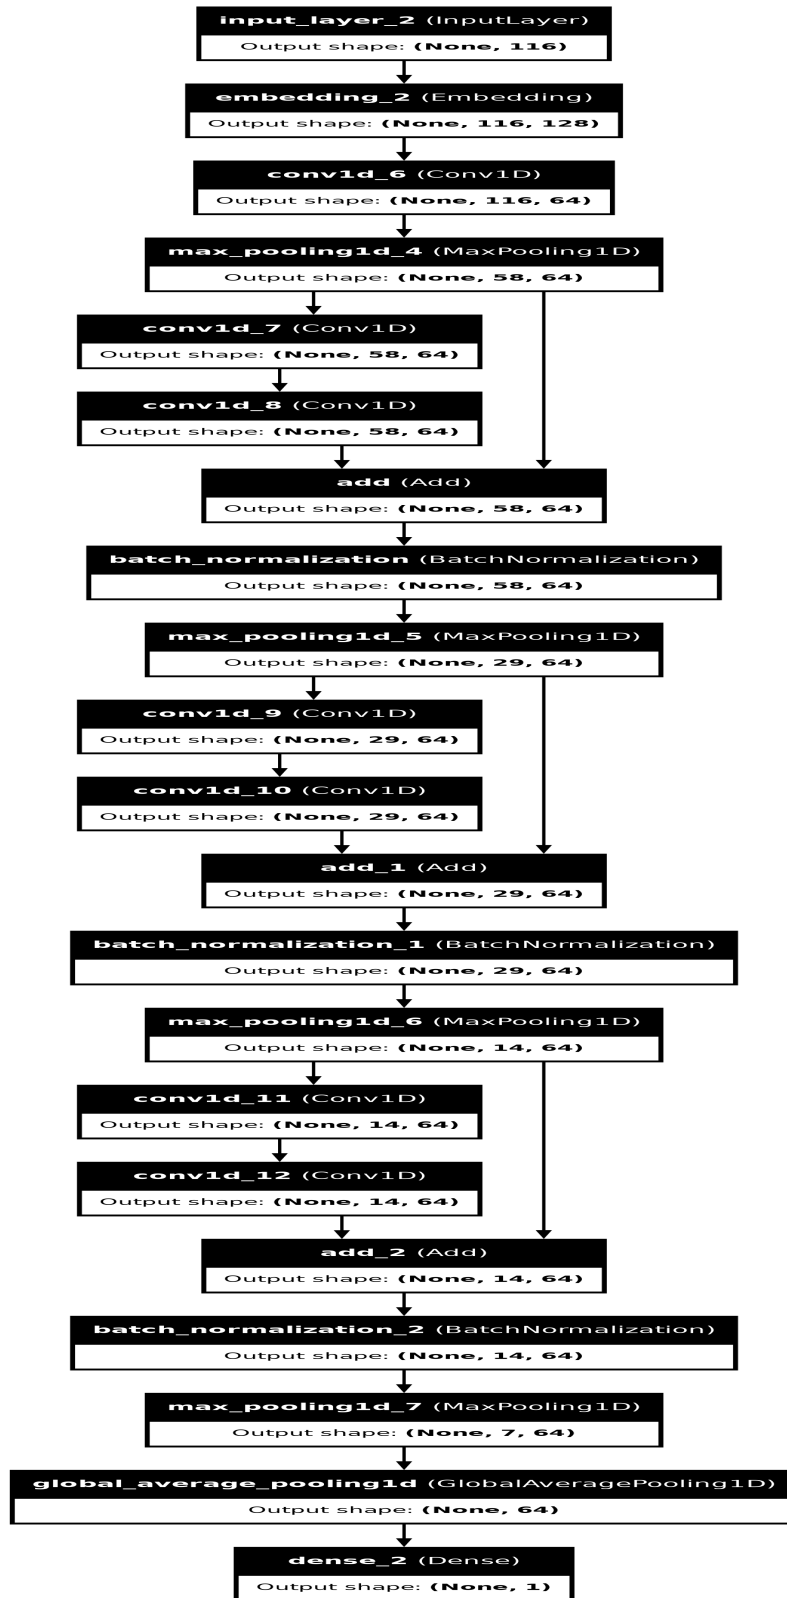 input_layer_2 (InputLayer)
Output shape: (None, 116)
embedding_2 (Embedding)
Output shape: (None, 116, 128)
conv1d_6 (Conv1D)
Output shape: (None, 116, 64)
max_pooling1d_4 (MaxPooling1D)
Output shape: (None, 58, 64)
conv1d_7 (Conv1D)
Output shape: (None, 58, 64)
conv1d_8 (Conv1D)
Output shape: (None, 58, 64)
add (Add)
Output shape: (None, 58, 64)
batch_normalization (BatchNormalization)
Output shape: (None, 58, 64)
max_pooling1d_5 (MaxPooling1D)
Output shape: (None, 29, 64)
conv1d_9 (Conv1D)
Output shape: (None, 29, 64)
conv1d_10 (Conv1D)
Output shape: (None, 29, 64)
add_1 (Add)
Output shape: (None, 29, 64)
batch_normalization_1 (BatchNormalization)
Output shape: (None, 29, 64)
max_pooling1d_6 (MaxPooling1D)
Output shape: (None, 14, 64)
conv1d_11 (Conv1D)
Output shape: (None, 14, 64)
conv1d_12 (Conv1D)
Output shape: (None, 14, 64)
add_2 (Add)
Output shape: (None, 14, 64)
batch_normalization_2 (BatchNormalization)
Output shape: (None, 14, 64)
max_pooling1d_7 (MaxPooling1D)
Output shape: (None, 7, 64)
global_average_pooling1d (GlobalAveragePooling1D)
Output shape: (None, 64)
dense_2 (Dense)
Output shape: (None, 1)